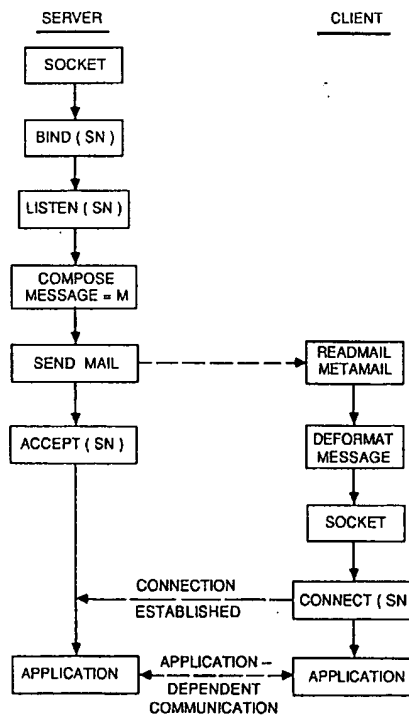 SERVER
CLIENT
SOCKET
BIND ( SN )
LISTEN ( SN )
COMPOSE
MESSAGE = M
SEND MAIL
READMAIL
METAMAIL
ACCEPT ( SN )
DEFORMAT
MESSAGE
SOCKET
CONNECTION
ESTABLISHED
CONNECT ( SN
APPLICATION
APPLICATION –
DEPENDENT
COMMUNICATION
APPLICATION